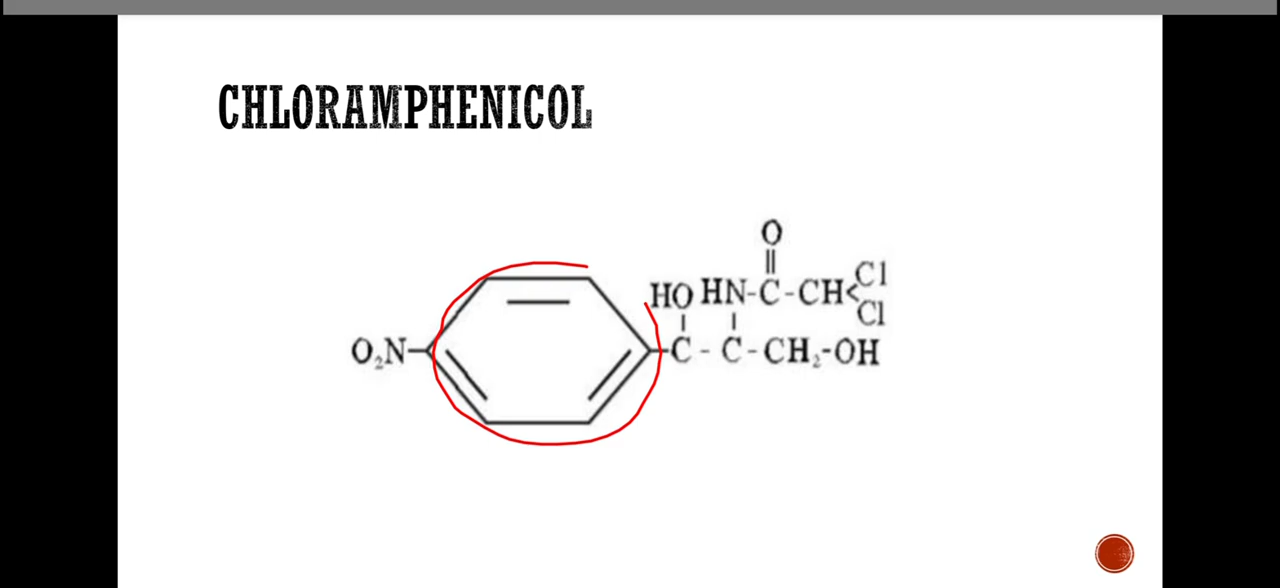 CHLORAMPHENICOL
O
HO HN-C-CH<Cl
Cl
O₂N- -C - C-CH₂-OH